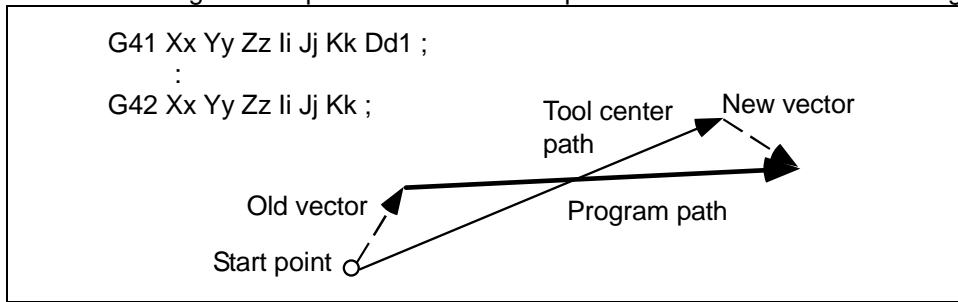 G41 Xx Yy Zz Ii Jj Kk Dd1 ;
:
G42 Xx Yy Zz Ii Jj Kk ;
Tool center
path
New vector
Old vector
Program path
Start point